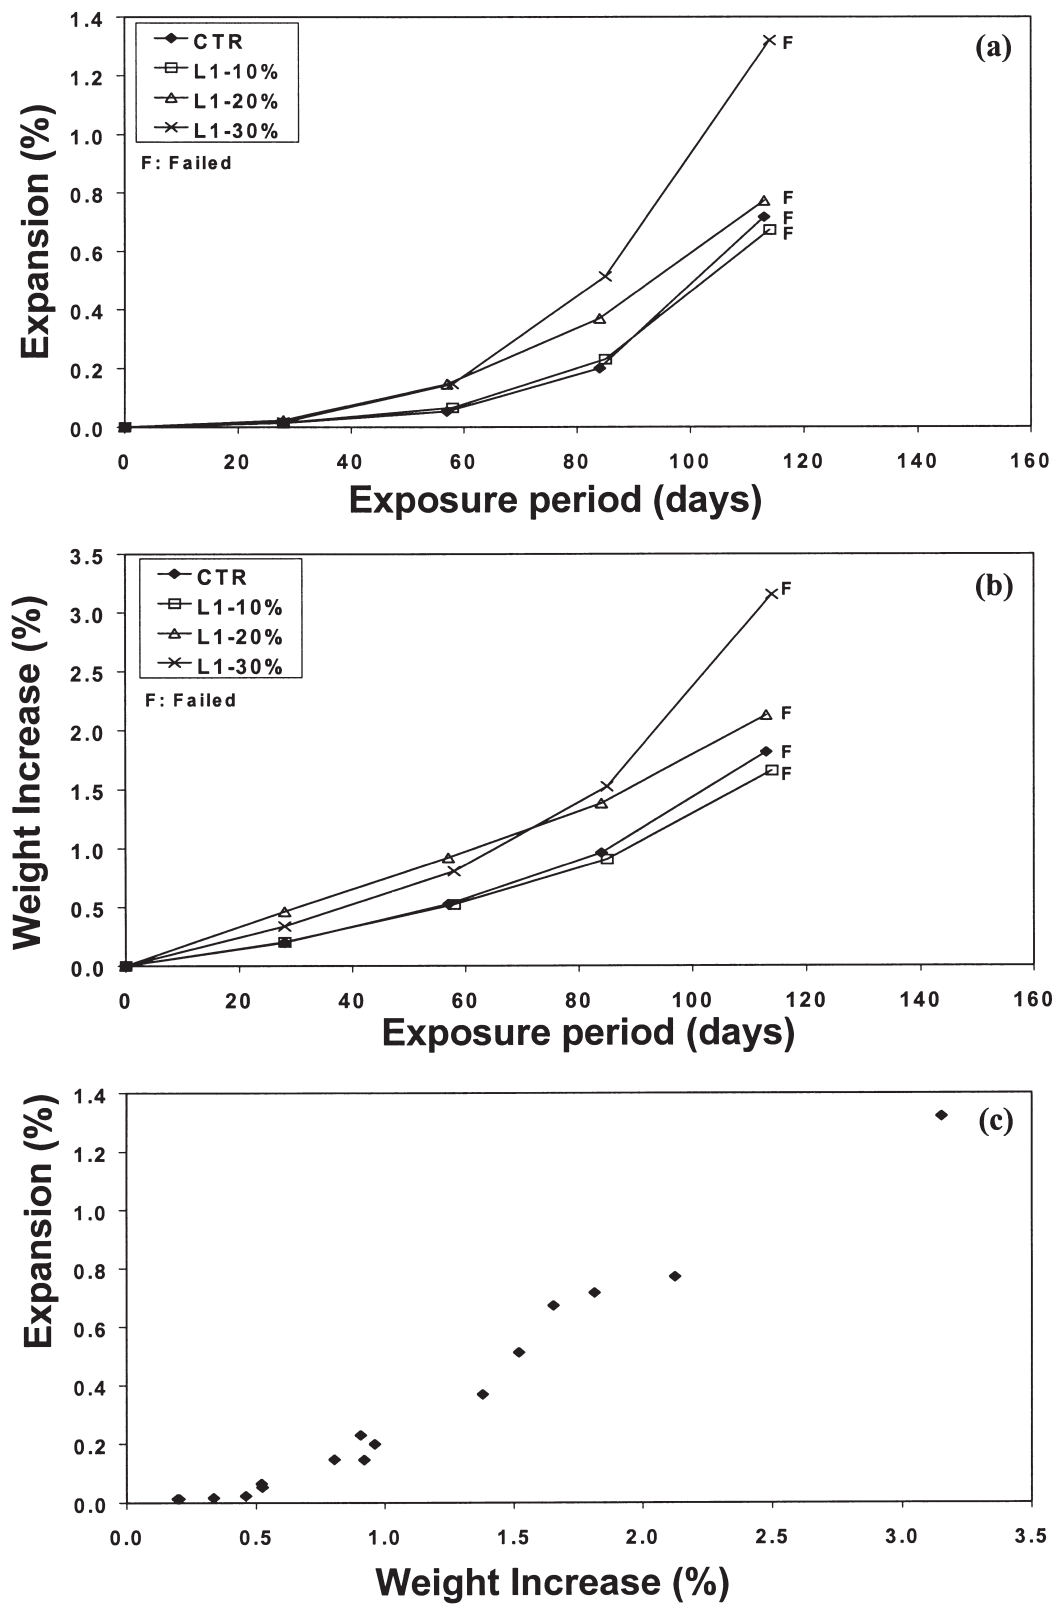 1.4
1.2
1.0
0.8
0.6
0.4
0.2
0.0
Expansion (%)
CTR
L1-10%
L1-20%
L1-30%
F: Failed
(a)
F
F
F
F
0 20 40 60 80 100 120 140 160
Exposure period (days)
3.5
3.0
2.5
2.0
1.5
1.0
0.5
0.0
Weight Increase (%)
CTR
L1-10%
L1-20%
L1-30%
F: Failed
(b)
F
F
F
F
0 20 40 60 80 100 120 140 160
Exposure period (days)
1.4
1.2
1.0
0.8
0.6
0.4
0.2
0.0
Expansion (%)
(c)
0.0 0.5 1.0 1.5 2.0 2.5 3.0 3.5
Weight Increase (%)